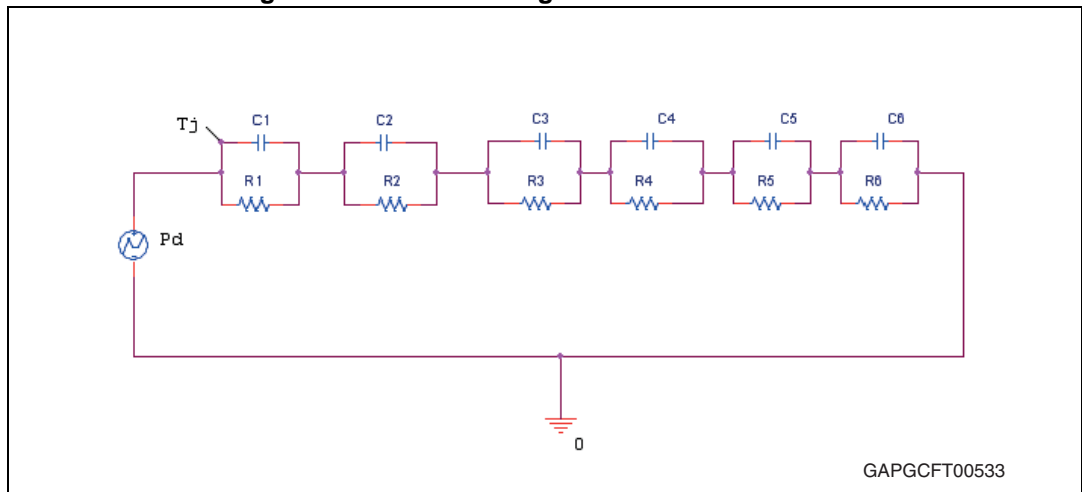 Tj C1 C2 C3 C4 C5 C6
R1 R2 R3 R4 R5 R6
Pd
0
GAPGCFT00533